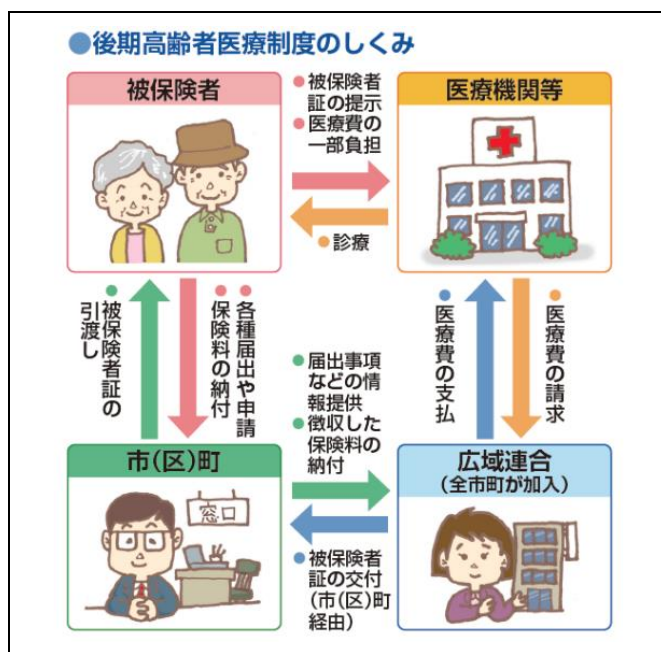 ●後期高齢者医療制度のしくみ
被保険者
●被保険者
証の提示
●医療費の
一部負担
医療機関等
●診療
●被保険者証の
引渡し
●各種届出や申請
●保険料の納付
●届出事項
などの情
報提供
●徴収した
保険料の
納付
●医療費の支払
●医療費の請求
市(区)町
窓口
広域連合
(全市町が加入)
●被保険者
証の交付
(市(区)町
経由)